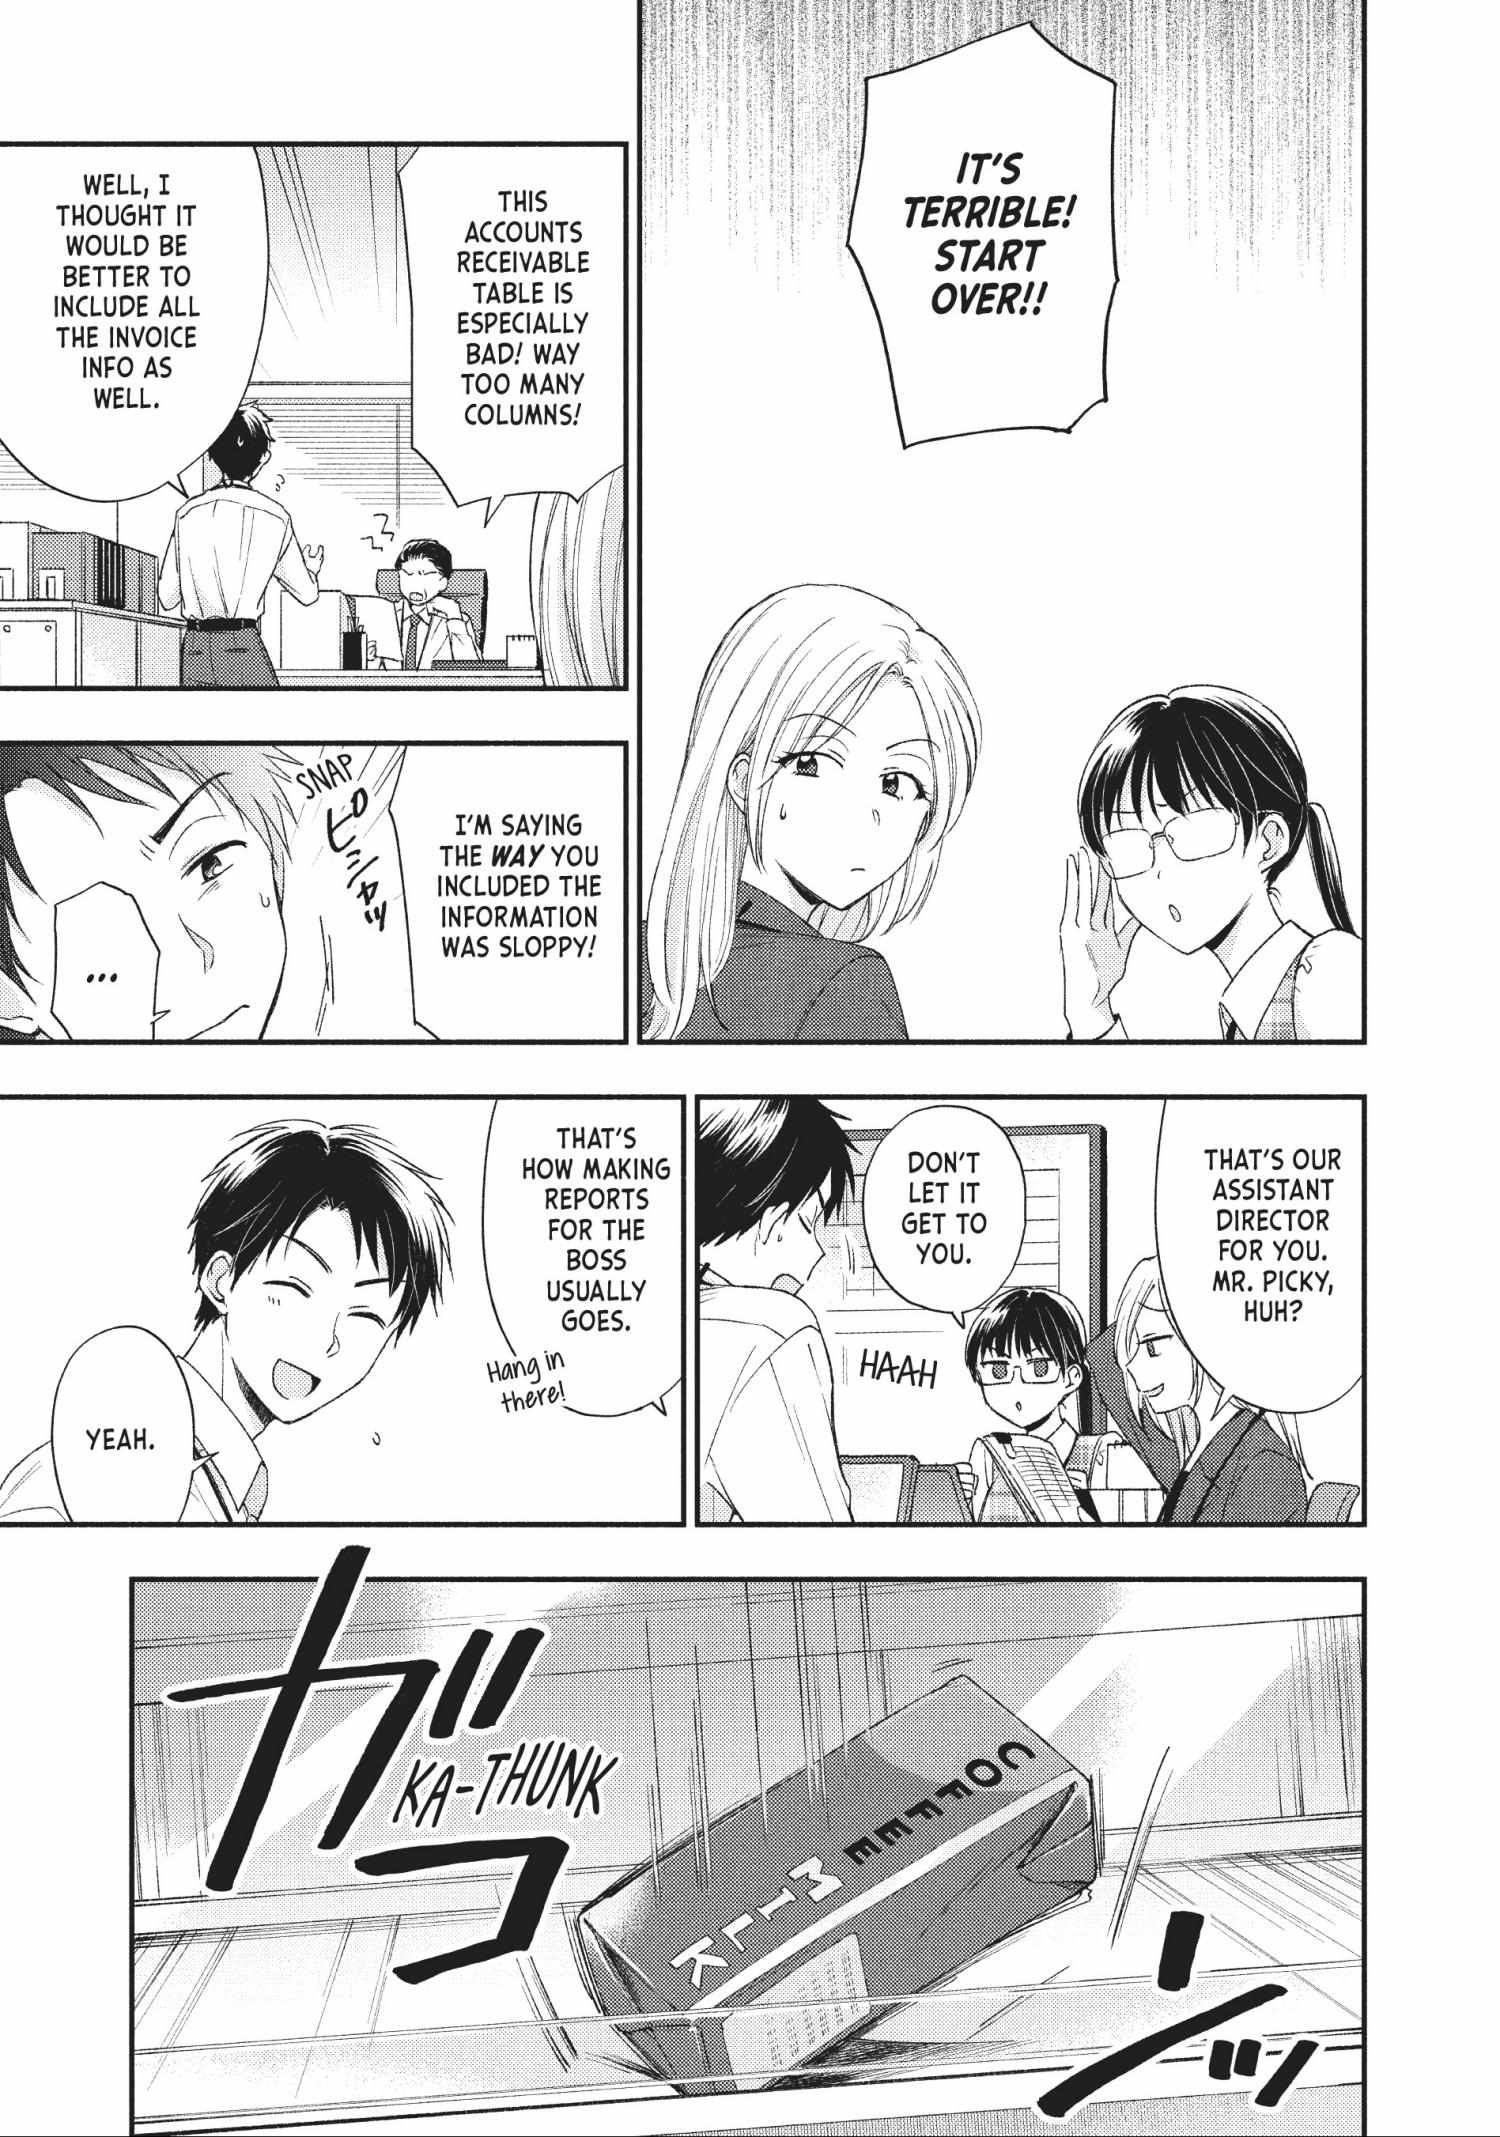 IT'S
TERRIBLE!
START
OVER!!
THIS
ACCOUNTS
RECEIVABLE
TABLE IS
ESPECIALLY
BAD! WAY
TOO MANY
COLUMNS!
WELL, I
THOUGHT IT
WOULD BE
BETTER TO
INCLUDE ALL
THE INVOICE
INFO AS
WELL.
I'M SAYING
THE WAY YOU
INCLUDED THE
INFORMATION
WAS SLOPPY!
SNAP
ピシャッ
...
THAT'S OUR
ASSISTANT
DIRECTOR
FOR YOU.
MR. PICKY,
HUH?
DON'T
LET IT
GET TO
YOU.
HAAH
THAT'S
HOW MAKING
REPORTS
FOR THE
BOSS
USUALLY
GOES.
Hang in
there!
YEAH.
ガコンッ
KA-THUNK
COFFEE
MILK